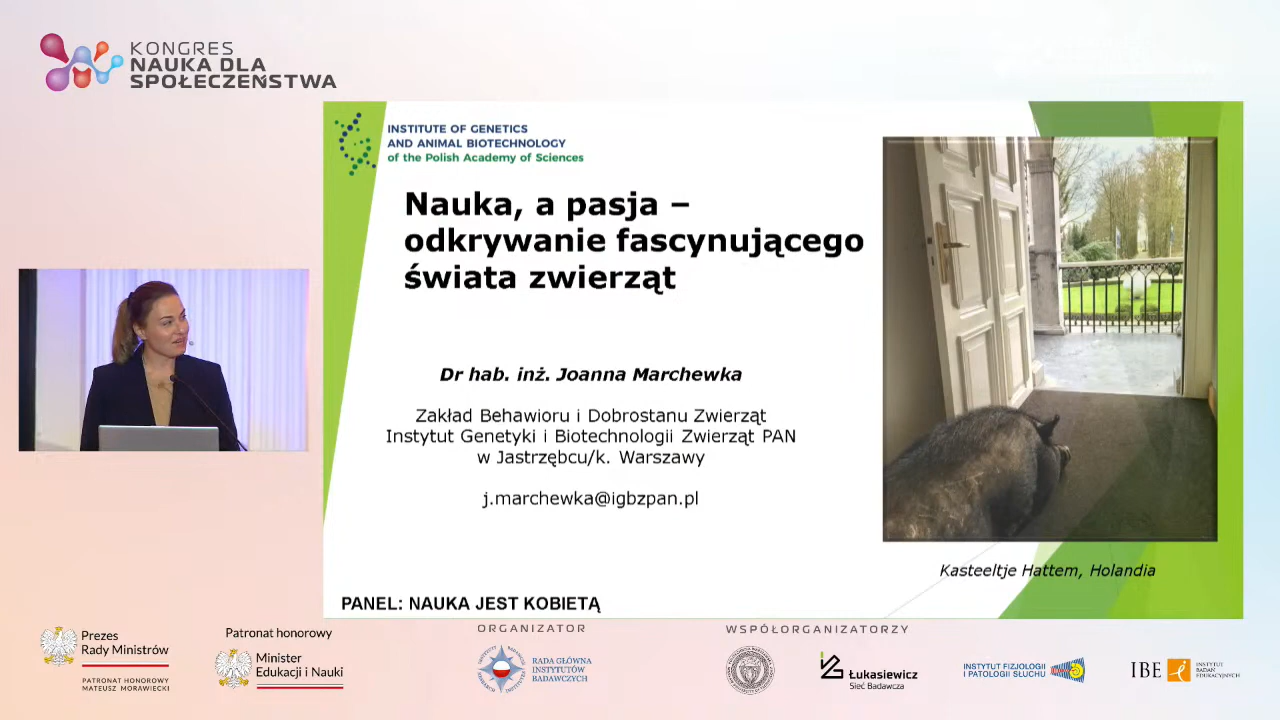 KONGRES
NAUKA DLA
SPOŁECZEŃSTWA
INSTITUTE OF GENETICS
AND ANIMAL BIOTECHNOLOGY
of the Polish Academy of Sciences
Nauka, a pasja –
odkrywanie fascynującego
świata zwierząt
Dr hab. inż. Joanna Marchewka
Zakład Behawioru i Dobrostanu Zwierząt
Instytut Genetyki i Biotechnologii Zwierząt PAN
w Jastrzębcu/k. Warszawy
j.marchewka@igbzpan.pl
Kasteeltje Hattem, Holandia
PANEL: NAUKA JEST KOBIETĄ
Prezes
Rady Ministrów
PATRONAT HONOROWY
MATEUSZ MORAWIECKI
Patronat honorowy
Minister
Edukacji i Nauki
ORGANIZATOR
RADA GŁÓWNA
INSTYTUTÓW
BADAWCZYCH
WSPÓŁORGANIZATORZY
Łukasiewicz
Sieć Badawcza
INSTYTUT FIZJOLOGII
I PATOLOGII SŁUCHU
IBE
INSTYTUT
BADAŃ
EDUKACYJNYCH